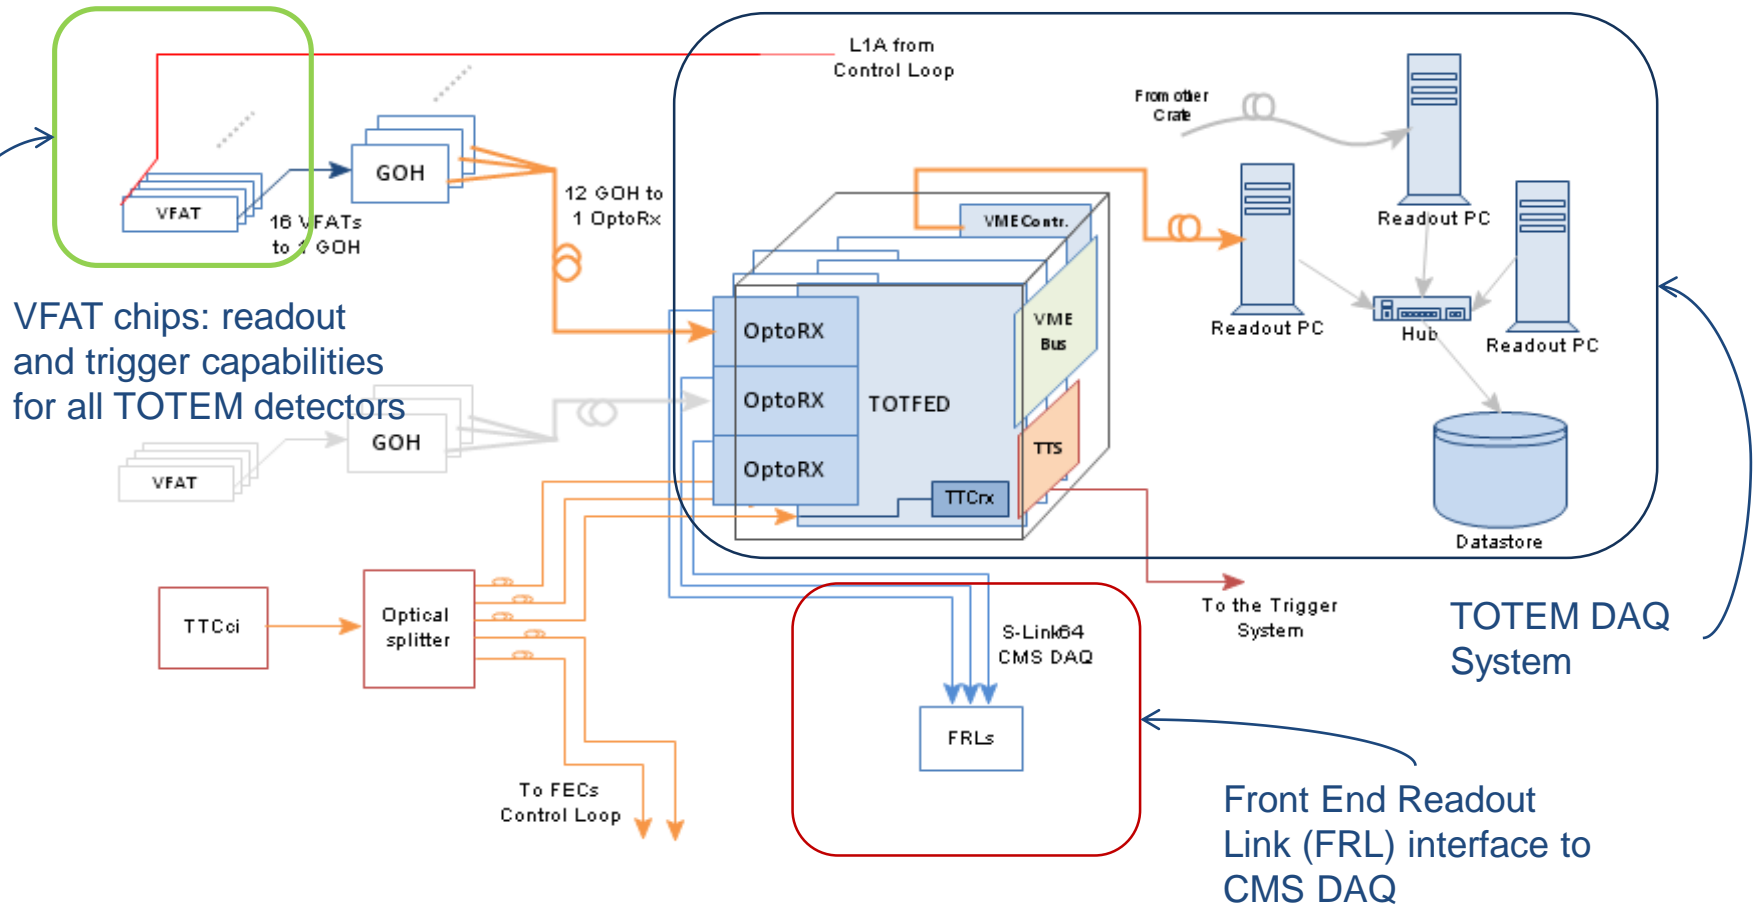 L1A from
Control Loop
From other
Crate
GOH
VFAT
16 VFATs
to 1 GOH
12 GOH to
1 OptoRx
VME Contr.
Readout PC
Readout PC
Readout PC
Hub
VFAT chips: readout
and trigger capabilities
for all TOTEM detectors
OptoRX
OptoRX
OptoRX
TOTFED
VME
Bus
TTS
TTCrx
GOH
VFAT
Datastore
TTCci
Optical
splitter
To the Trigger
System
S-Link64
CMS DAQ
FRLs
To FECs
Control Loop
TOTEM DAQ
System
Front End Readout
Link (FRL) interface to
CMS DAQ